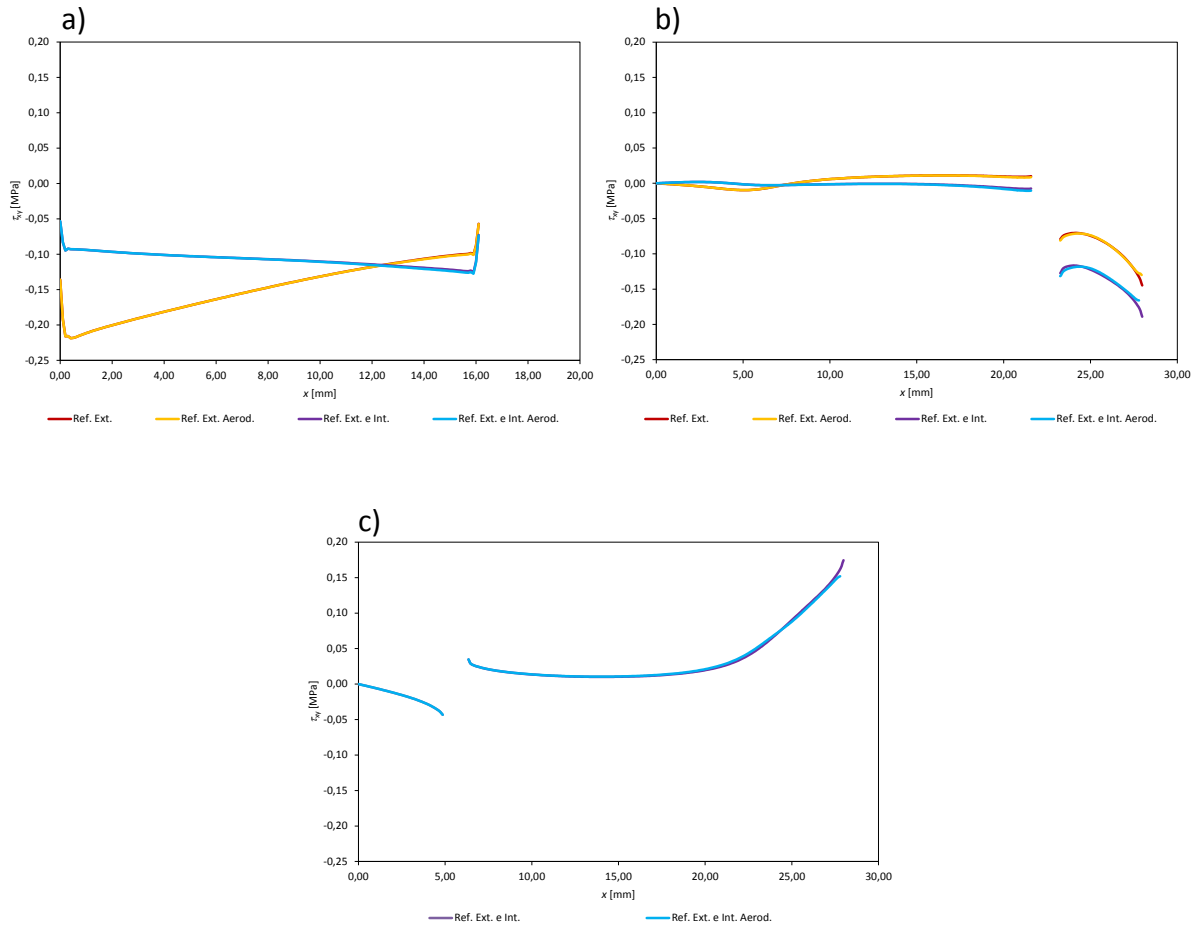 a)
0,20
0,15
0,10
0,05
0,00
-0,05
-0,10
-0,15
-0,20
-0,25
τxy [MPa]
0,00 2,00 4,00 6,00 8,00 10,00 12,00 14,00 16,00 18,00 20,00
x [mm]
Ref. Ext. Ref. Ext. Aerod. Ref. Ext. e Int. Ref. Ext. e Int. Aerod.
b)
0,20
0,15
0,10
0,05
0,00
-0,05
-0,10
-0,15
-0,20
-0,25
τxy [MPa]
0,00 5,00 10,00 15,00 20,00 25,00 30,00
x [mm]
Ref. Ext. Ref. Ext. Aerod. Ref. Ext. e Int. Ref. Ext. e Int. Aerod.
c)
0,20
0,15
0,10
0,05
0,00
-0,05
-0,10
-0,15
-0,20
-0,25
τxy [MPa]
0,00 5,00 10,00 15,00 20,00 25,00 30,00
x [mm]
Ref. Ext. e Int. Ref. Ext. e Int. Aerod.